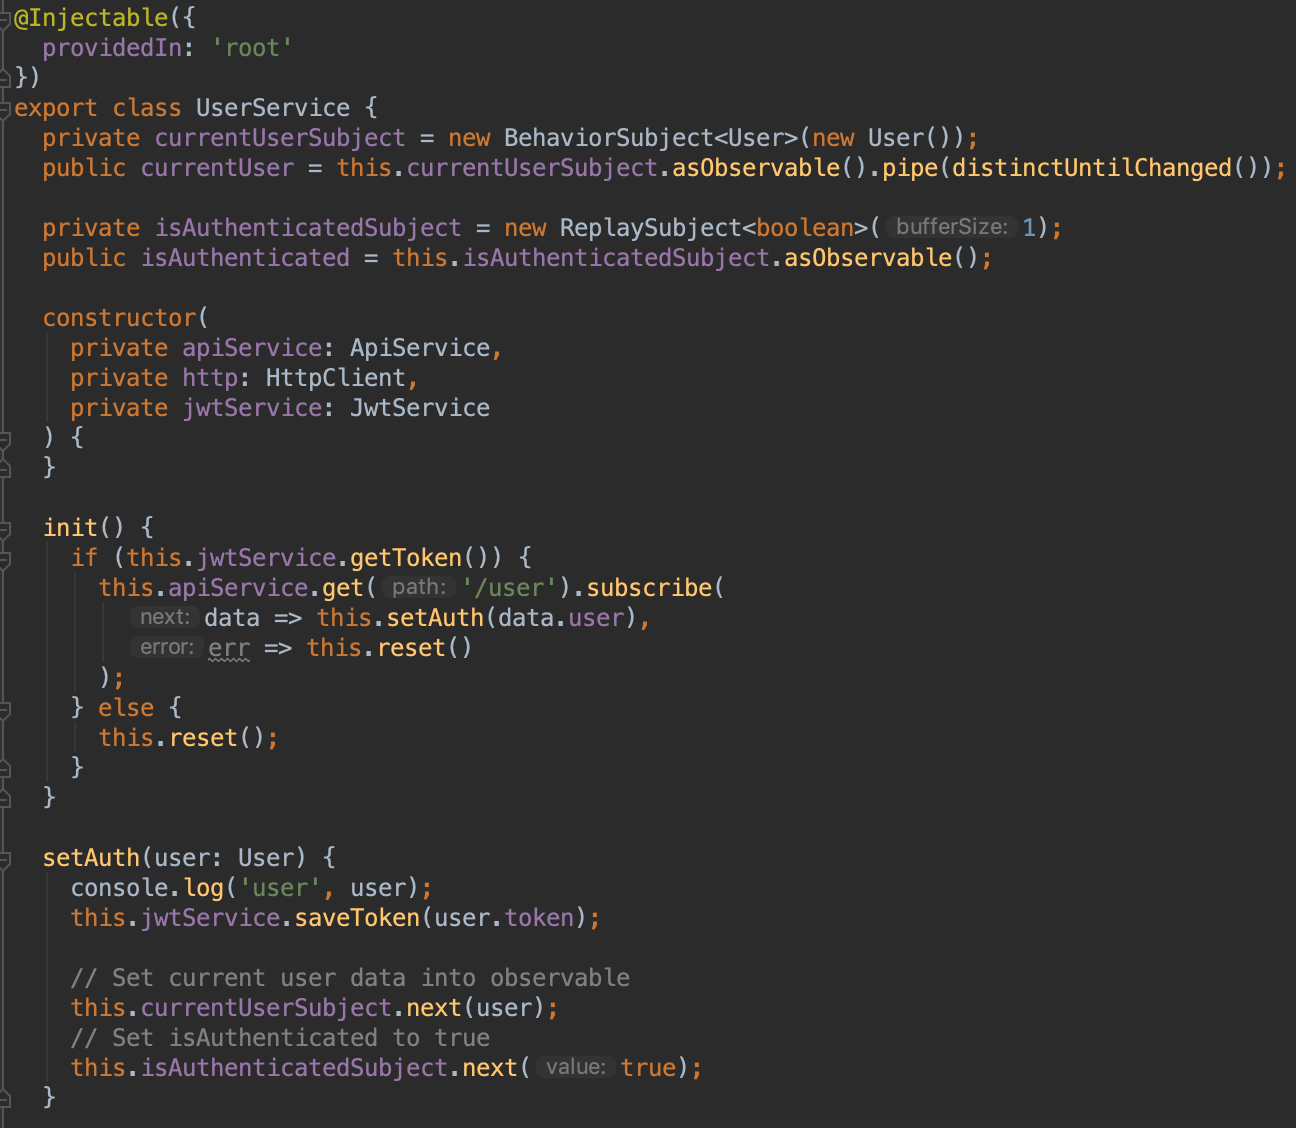 @Injectable({
  providedIn: 'root'
})
export class UserService {
  private currentUserSubject = new BehaviorSubject<User>(new User());
  public currentUser = this.currentUserSubject.asObservable().pipe(distinctUntilChanged());

  private isAuthenticatedSubject = new ReplaySubject<boolean>( bufferSize: 1);
  public isAuthenticated = this.isAuthenticatedSubject.asObservable();

  constructor(
    private apiService: ApiService,
    private http: HttpClient,
    private jwtService: JwtService
  ) {
  }

  init() {
    if (this.jwtService.getToken()) {
      this.apiService.get( path: '/user').subscribe(
        next: data => this.setAuth(data.user),
        error: err => this.reset()
      );
    } else {
      this.reset();
    }
  }

  setAuth(user: User) {
    console.log('user', user);
    this.jwtService.saveToken(user.token);

    // Set current user data into observable
    this.currentUserSubject.next(user);
    // Set isAuthenticated to true
    this.isAuthenticatedSubject.next( value: true);
  }